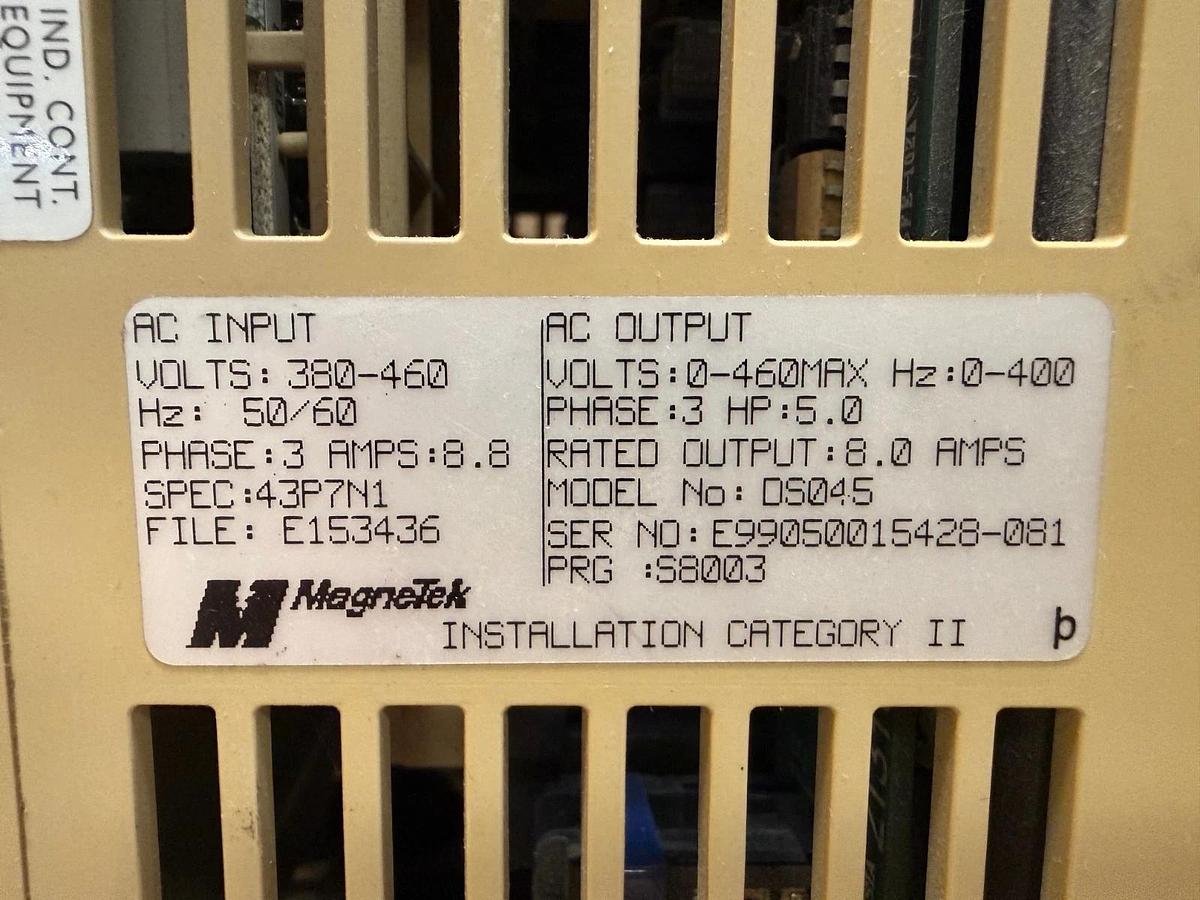 IND. CONT.
EQUIPMENT
AC INPUT
VOLTS: 380-460
Hz: 50/60
PHASE:3 AMPS:8.8
SPEC:43P7N1
FILE: E153436
AC OUTPUT
VOLTS:0-460MAX Hz:0-400
PHASE:3 HP:5.0
RATED OUTPUT:8.0 AMPS
MODEL No: DS045
SER NO:E99050015428-081
PRG :S8003
M MagneTek
INSTALLATION CATEGORY II
þ